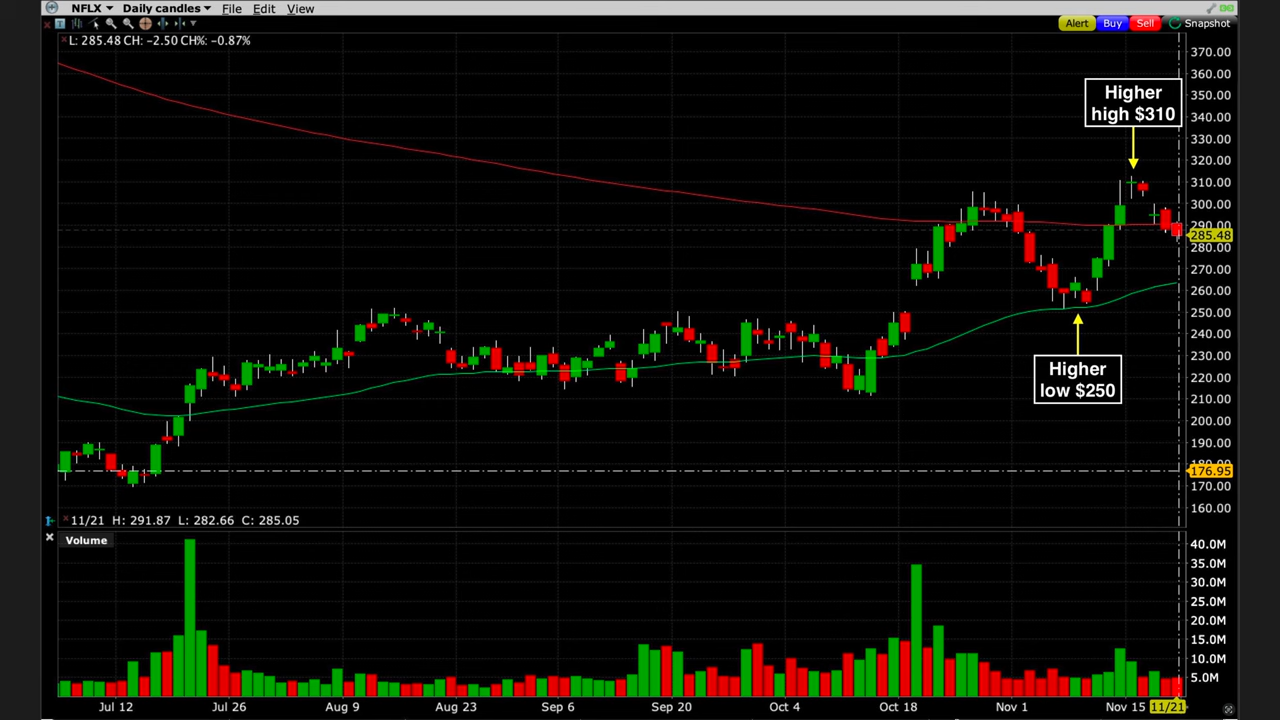 NFLX Daily candles File Edit View
Alert Buy Sell Snapshot
L: 285.48 CH: −2.50 CH%: −0.87%
370.00
360.00
350.00
340.00
330.00
320.00
310.00
300.00
290.00
285.48
280.00
270.00
260.00
250.00
240.00
230.00
220.00
210.00
200.00
190.00
180.00
176.95
170.00
160.00
Higher
high $310
Higher
low $250
11/21 H: 291.87 L: 282.66 C: 285.05
Volume
40.0M
35.0M
30.0M
25.0M
20.0M
15.0M
10.0M
5.0M
Jul 12 Jul 26 Aug 9 Aug 23 Sep 6 Sep 20 Oct 4 Oct 18 Nov 1 Nov 15 11/21